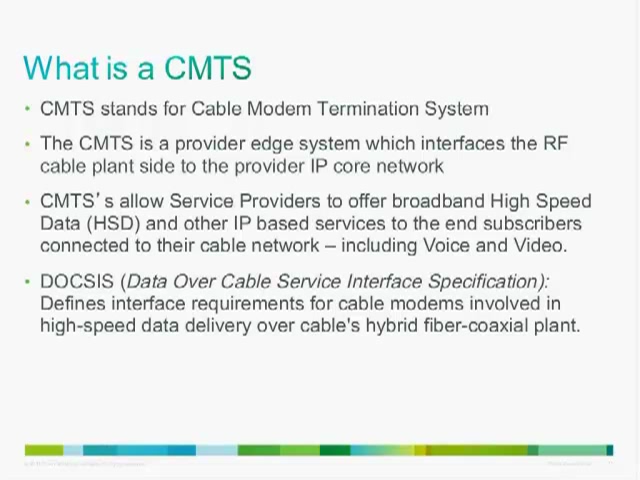 What is a CMTS
• CMTS stands for Cable Modem Termination System
• The CMTS is a provider edge system which interfaces the RF
cable plant side to the provider IP core network
• CMTS's allow Service Providers to offer broadband High Speed
Data (HSD) and other IP based services to the end subscribers
connected to their cable network – including Voice and Video.
• DOCSIS (Data Over Cable Service Interface Specification):
Defines interface requirements for cable modems involved in
high-speed data delivery over cable's hybrid fiber-coaxial plant.